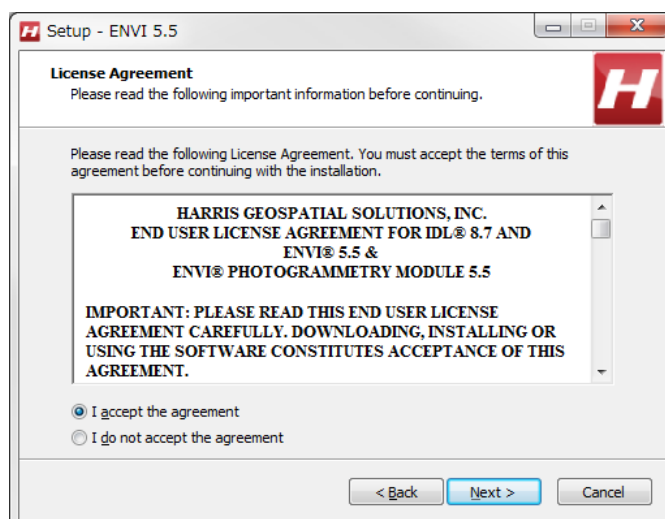 Setup - ENVI 5.5
License Agreement
Please read the following important information before continuing.
H
Please read the following License Agreement. You must accept the terms of this
agreement before continuing with the installation.
HARRIS GEOSPATIAL SOLUTIONS, INC.
END USER LICENSE AGREEMENT FOR IDL® 8.7 AND
ENVI® 5.5 &
ENVI® PHOTOGRAMMETRY MODULE 5.5
IMPORTANT: PLEASE READ THIS END USER LICENSE
AGREEMENT CAREFULLY. DOWNLOADING, INSTALLING OR
USING THE SOFTWARE CONSTITUTES ACCEPTANCE OF THIS
AGREEMENT.
I accept the agreement
I do not accept the agreement
< Back Next > Cancel